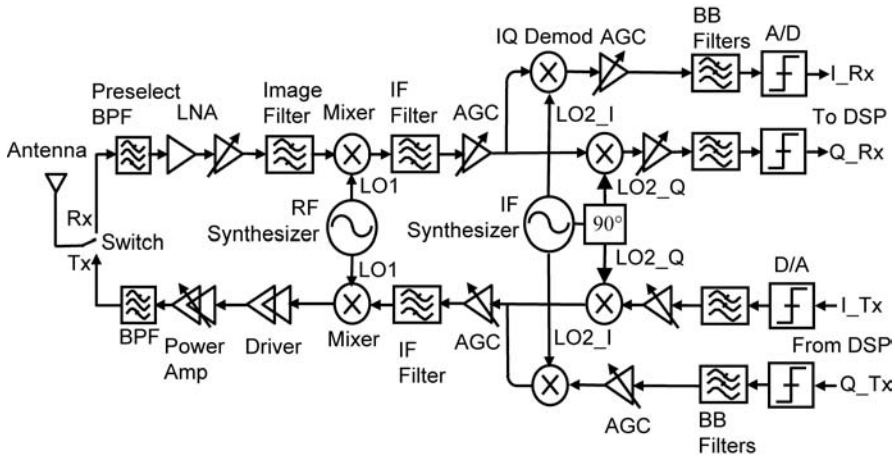 IQ Demod
AGC
BB
Filters
A/D
I_Rx
Preselect
BPF
LNA
Image
Filter
Mixer
IF
Filter
AGC
LO2_I
To DSP
Q_Rx
Antenna
LO1
LO2_Q
Rx
Switch
Tx
RF
Synthesizer
IF
Synthesizer
90°
LO1
LO2_Q
D/A
I_Tx
BPF
Power
Amp
Driver
Mixer
IF
Filter
AGC
LO2_I
From DSP
Q_Tx
AGC
BB
Filters